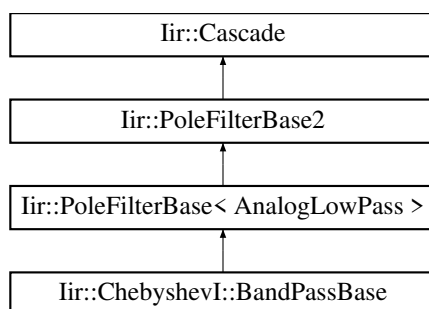 Iir::Cascade
Iir::PoleFilterBase2
Iir::PoleFilterBase< AnalogLowPass >
Iir::ChebyshevI::BandPassBase